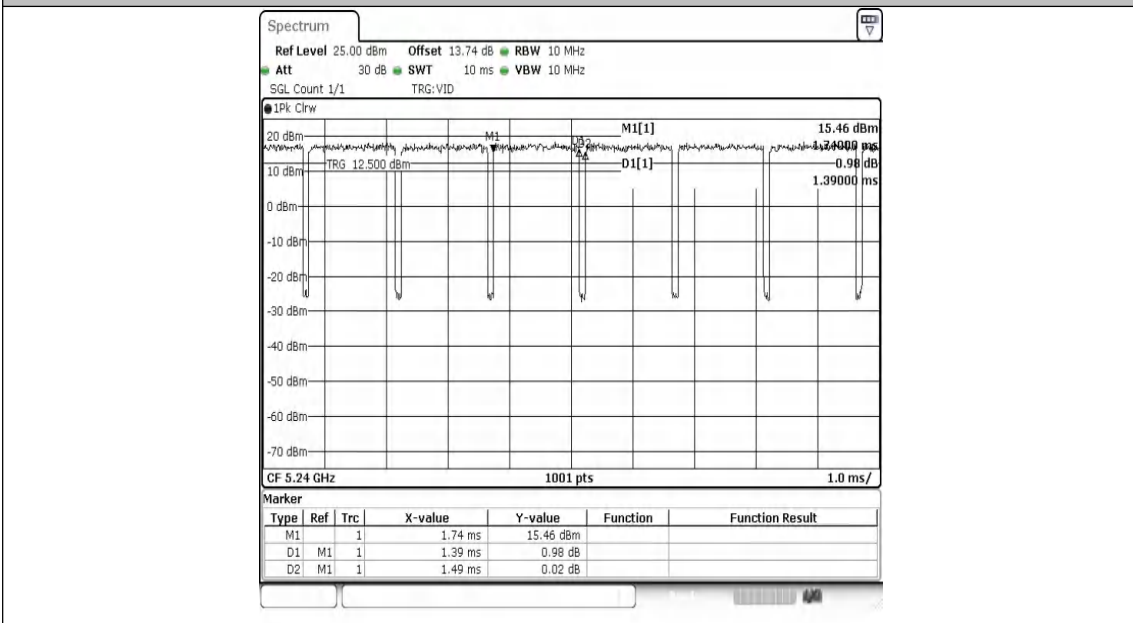 Spectrum
Ref Level 25.00 dBm Offset 13.74 dB RBW 10 MHz
Att 30 dB SWT 10 ms VBW 10 MHz
SGL Count 1/1 TRG:VID
1Pk Clrw
M1[1] 15.46 dBm
1.74000 ms
D1[1] 0.98 dB
1.39000 ms
20 dBm
M1
TRG 12.500 dBm
10 dBm
0 dBm
-10 dBm
-20 dBm
-30 dBm
-40 dBm
-50 dBm
-60 dBm
-70 dBm
CF 5.24 GHz 1001 pts 1.0 ms/
Marker
Type Ref Trc X-value Y-value Function Function Result
M1 1 1.74 ms 15.46 dBm
D1 M1 1 1.39 ms 0.98 dB
D2 M1 1 1.49 ms 0.02 dB